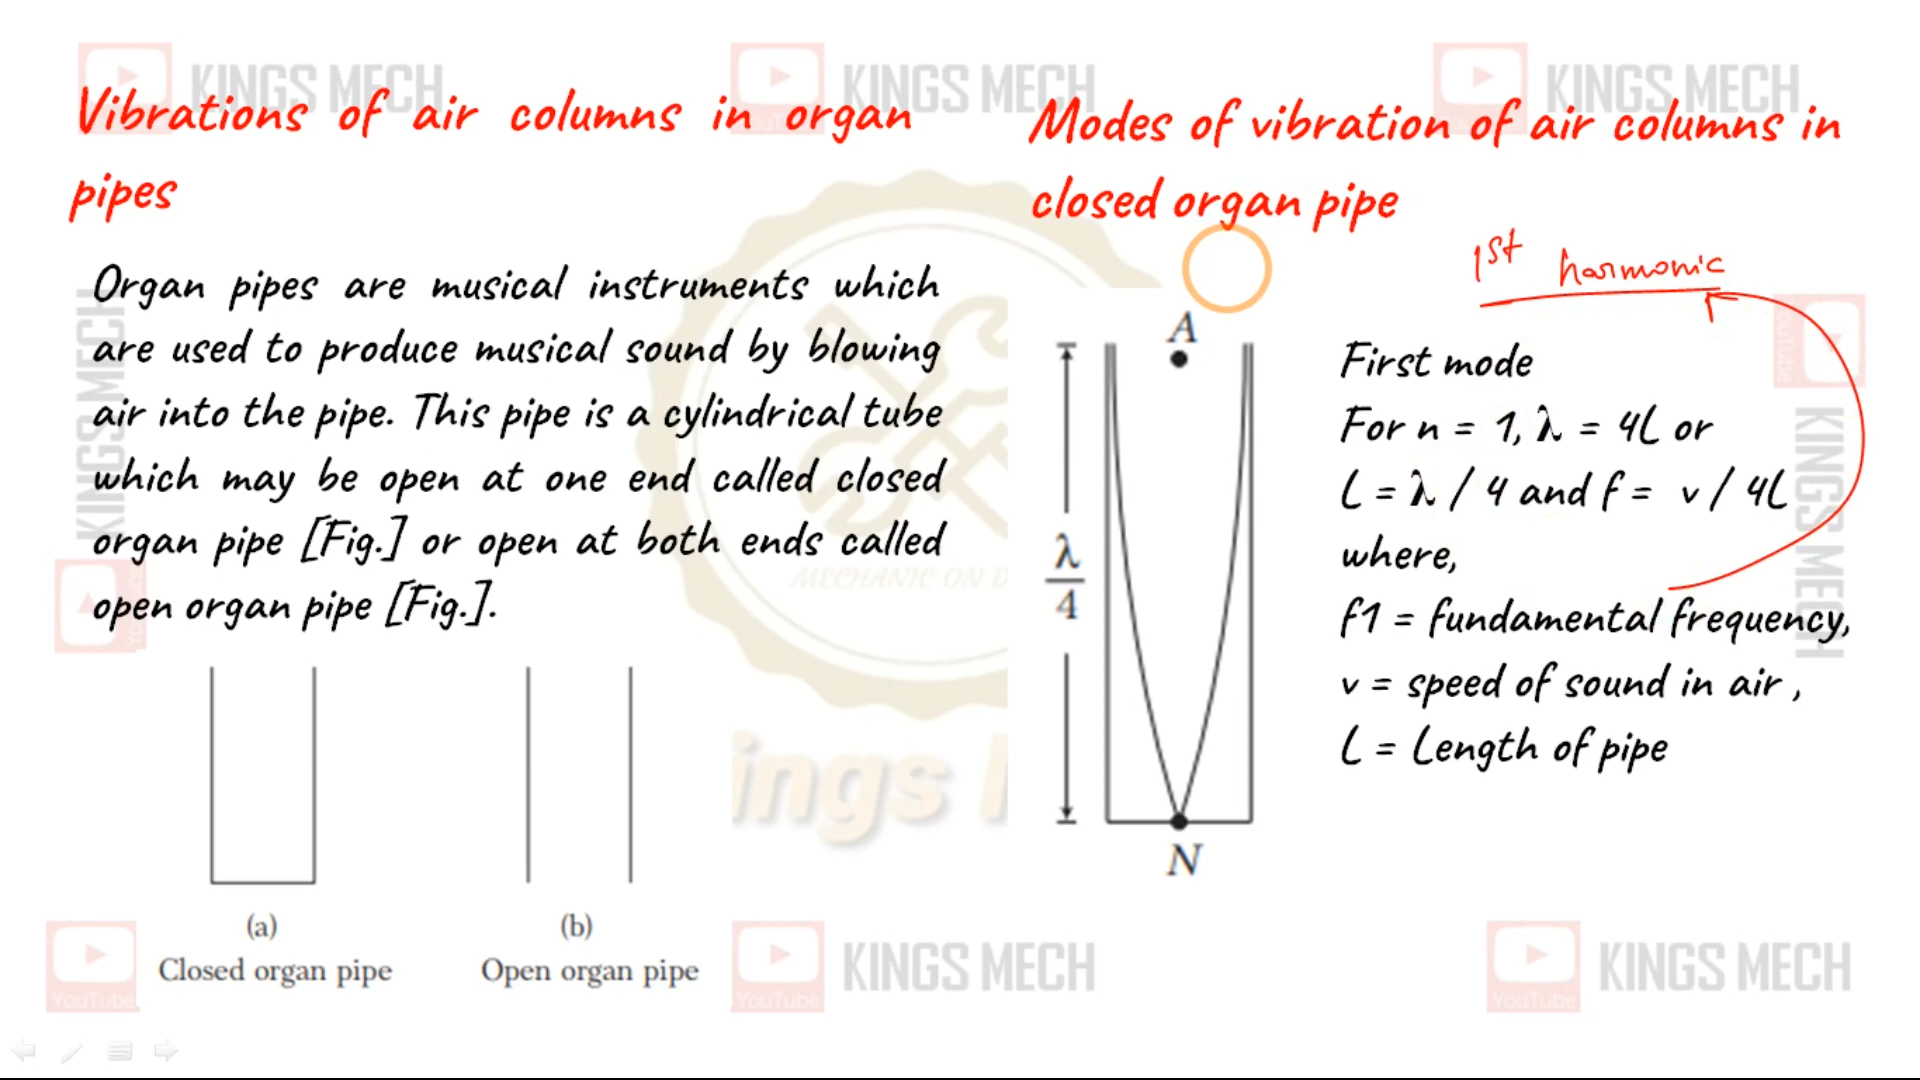 KINGS MECH
KINGS MECH
KINGS MECH
Vibrations of air columns in organ
pipes
Organ pipes are musical instruments which
are used to produce musical sound by blowing
air into the pipe. This pipe is a cylindrical tube
which may be open at one end called closed
organ pipe [Fig.] or open at both ends called
open organ pipe [Fig.].
(a)
Closed organ pipe
(b)
Open organ pipe
Modes of vibration of air columns in
closed organ pipe
1st harmonic
A
λ
4
N
First mode
For n = 1, λ = 4L or
L = λ / 4 and f = v / 4L
where,
f1 = fundamental frequency,
v = speed of sound in air ,
L = Length of pipe
KINGS MECH
KINGS MECH
YouTube
YouTube
KINGS MECH
YouTube
KINGS MECH